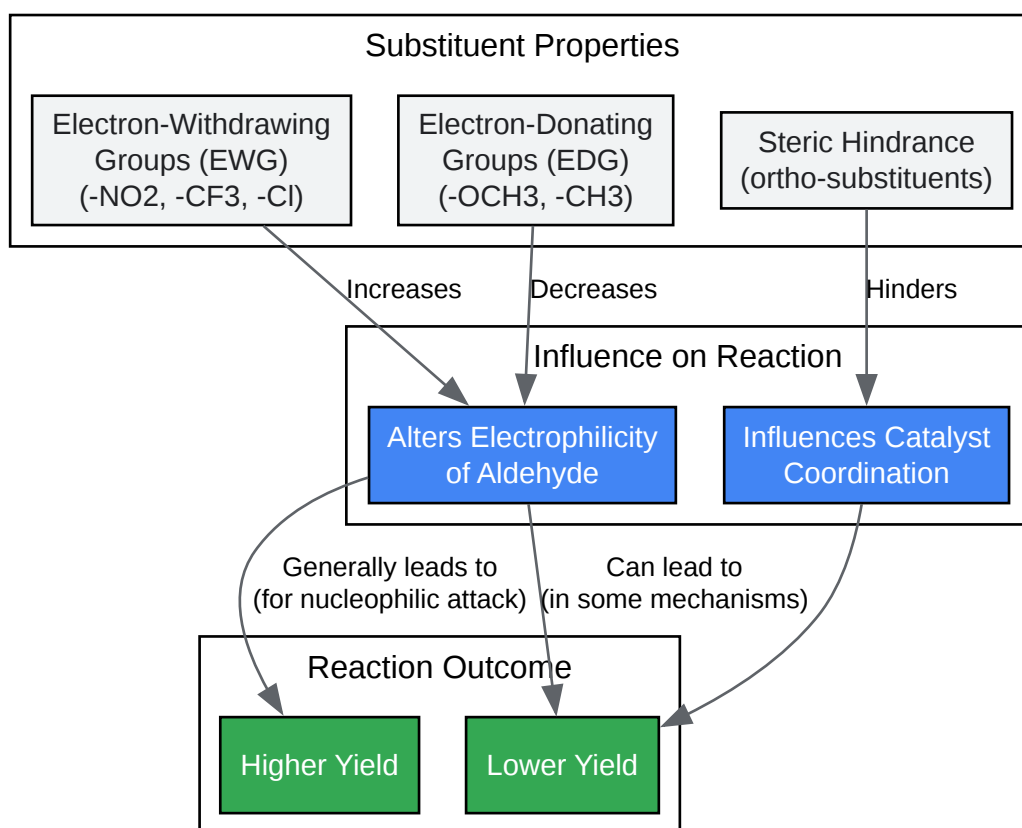 Substituent Properties
Electron-Withdrawing
Groups (EWG)
(-NO2, -CF3, -Cl)
Electron-Donating
Groups (EDG)
(-OCH3, -CH3)
Steric Hindrance
(ortho-substituents)
Increases
Decreases
Hinders
Influence on Reaction
Alters Electrophilicity
of Aldehyde
Influences Catalyst
Coordination
Generally leads to
(for nucleophilic attack)
Can lead to
(in some mechanisms)
Reaction Outcome
Higher Yield
Lower Yield